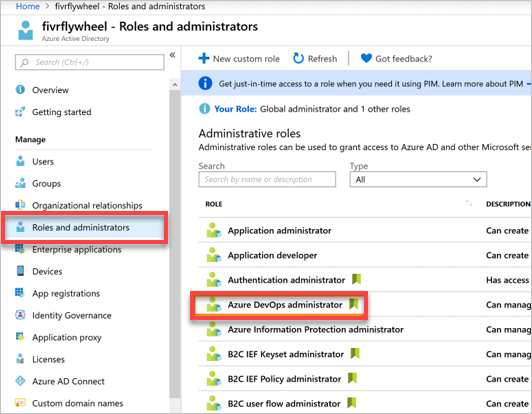 Home > fivrflywheel - Roles and administrators
fivrflywheel - Roles and administrators
Azure Active Directory
Search (Ctrl+/)
Overview
Getting started
Manage
Users
Groups
Organizational relationships
Roles and administrators
Enterprise applications
Devices
App registrations
Identity Governance
Application proxy
Licenses
Azure AD Connect
Custom domain names
New custom role Refresh Got feedback?
Get just-in-time access to a role when you need it using PIM. Learn more about PIM
Your Role: Global administrator and 1 other roles
Administrative roles
Administrative roles can be used to grant access to Azure AD and other Microsoft ser
Search Type
Search by name or description All
ROLE DESCRIPTION
Application administrator Can create
Application developer Can create
Authentication administrator Has access
Azure DevOps administrator Can manag
Azure Information Protection administrator Can manag
B2C IEF Keyset administrator Can manag
B2C IEF Policy administrator Can create
B2C user flow administrator Can create